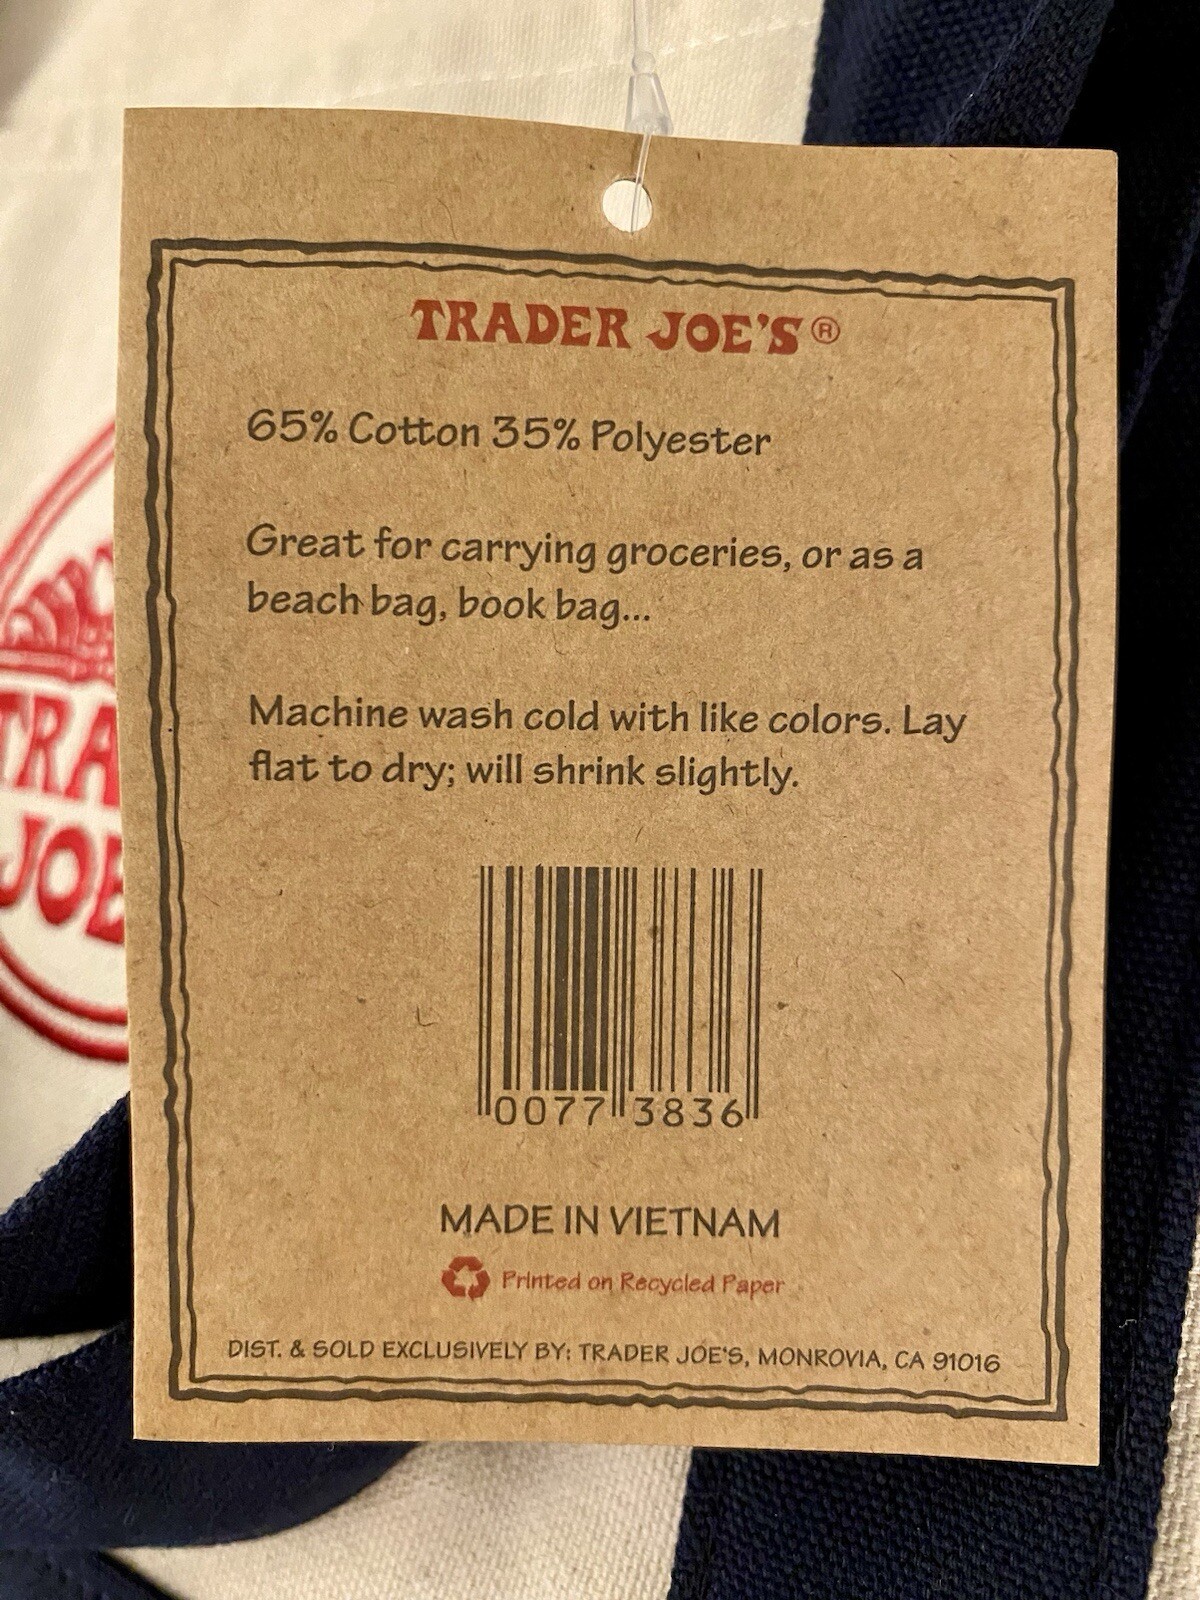 TRADER JOE'S®
65% Cotton 35% Polyester
Great for carrying groceries, or as a
beach bag, book bag...
Machine wash cold with like colors. Lay
flat to dry; will shrink slightly.
0077 3836
MADE IN VIETNAM
Printed on Recycled Paper
DIST. & SOLD EXCLUSIVELY BY: TRADER JOE'S, MONROVIA, CA 91016
TRA
JOE